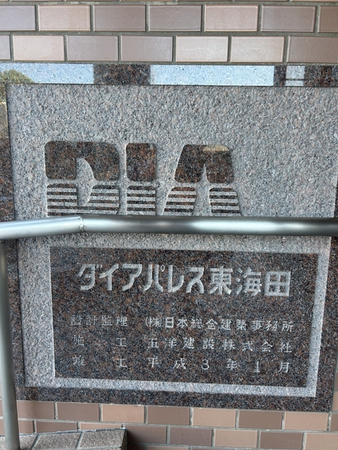 DIA
ダイアパレス東海田
設計監理 (株)日本総合建築事務所
施工 五洋建設株式会社
竣工 平成3年1月